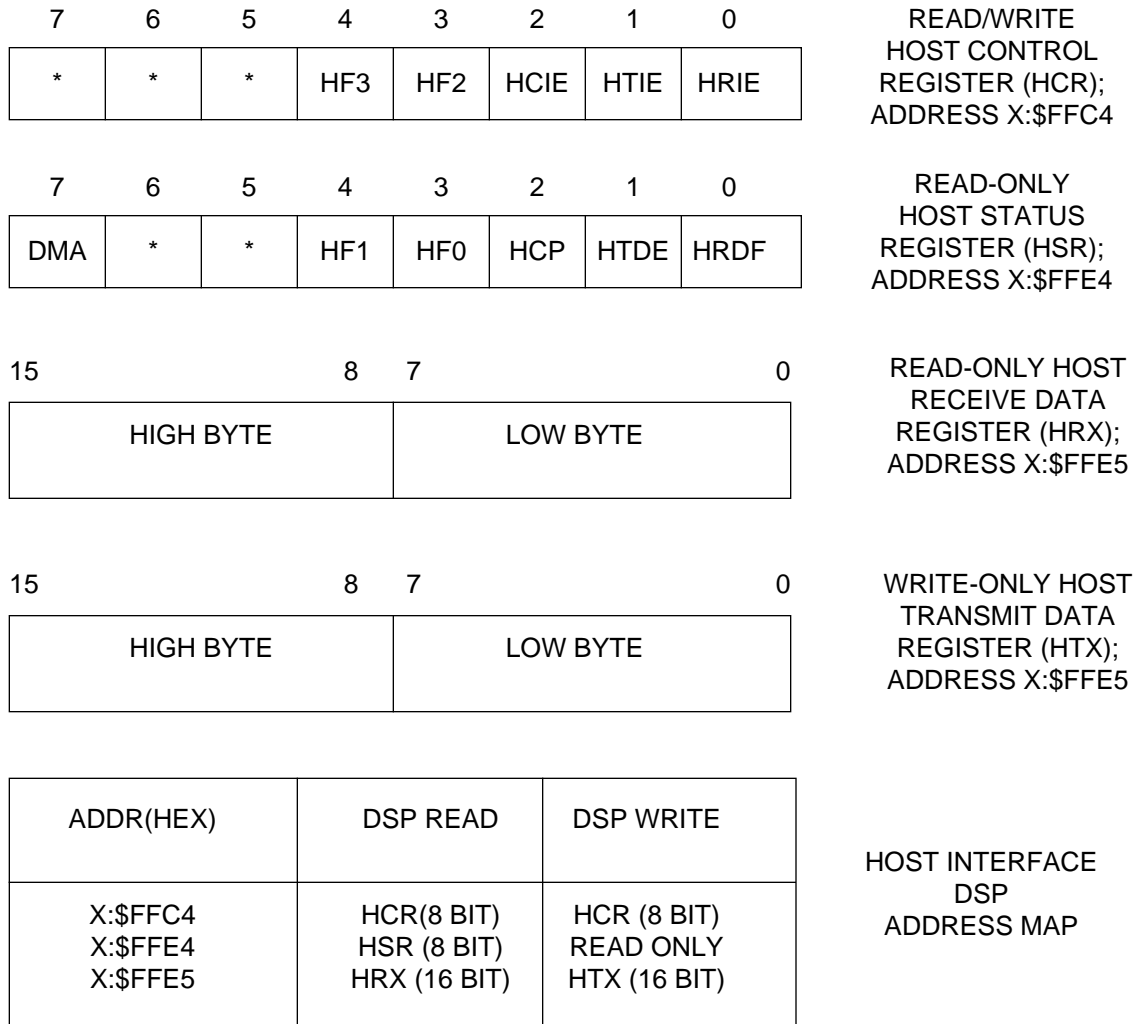 7 6 5 4 3 2 1 0
* * * HF3 HF2 HCIE HTIE HRIE
READ/WRITE
HOST CONTROL
REGISTER (HCR);
ADDRESS X:$FFC4
7 6 5 4 3 2 1 0
DMA * * HF1 HF0 HCP HTDE HRDF
READ-ONLY
HOST STATUS
REGISTER (HSR);
ADDRESS X:$FFE4
15 8 7 0
HIGH BYTE LOW BYTE
READ-ONLY HOST
RECEIVE DATA
REGISTER (HRX);
ADDRESS X:$FFE5
15 8 7 0
HIGH BYTE LOW BYTE
WRITE-ONLY HOST
TRANSMIT DATA
REGISTER (HTX);
ADDRESS X:$FFE5
ADDR(HEX) DSP READ DSP WRITE
X:$FFC4 HCR(8 BIT) HCR (8 BIT)
X:$FFE4 HSR (8 BIT) READ ONLY
X:$FFE5 HRX (16 BIT) HTX (16 BIT)
HOST INTERFACE
DSP
ADDRESS MAP